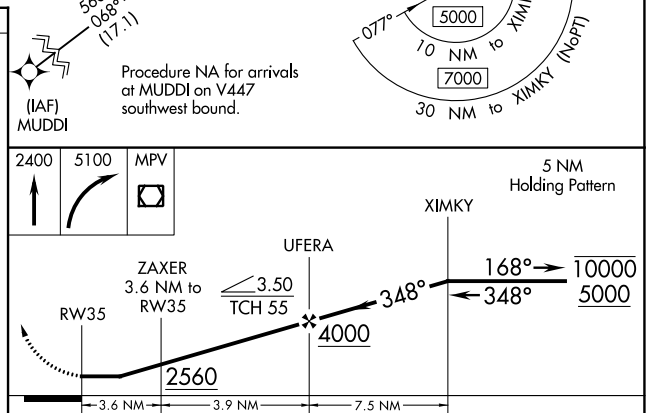 068°
(17.1)
(IAF)
MUDDI
Procedure NA for arrivals
at MUDDI on V447
southwest bound.
077°
5000
10 NM to
7000
30 NM to XIMKY (NoPT)
2400
5100
MPV
5 NM
Holding Pattern
XIMKY
UFERA
ZAXER
3.6 NM to
RW35
3.50
TCH 55
RW35
348°
168°
348°
10000
5000
4000
2560
3.6 NM
3.9 NM
7.5 NM